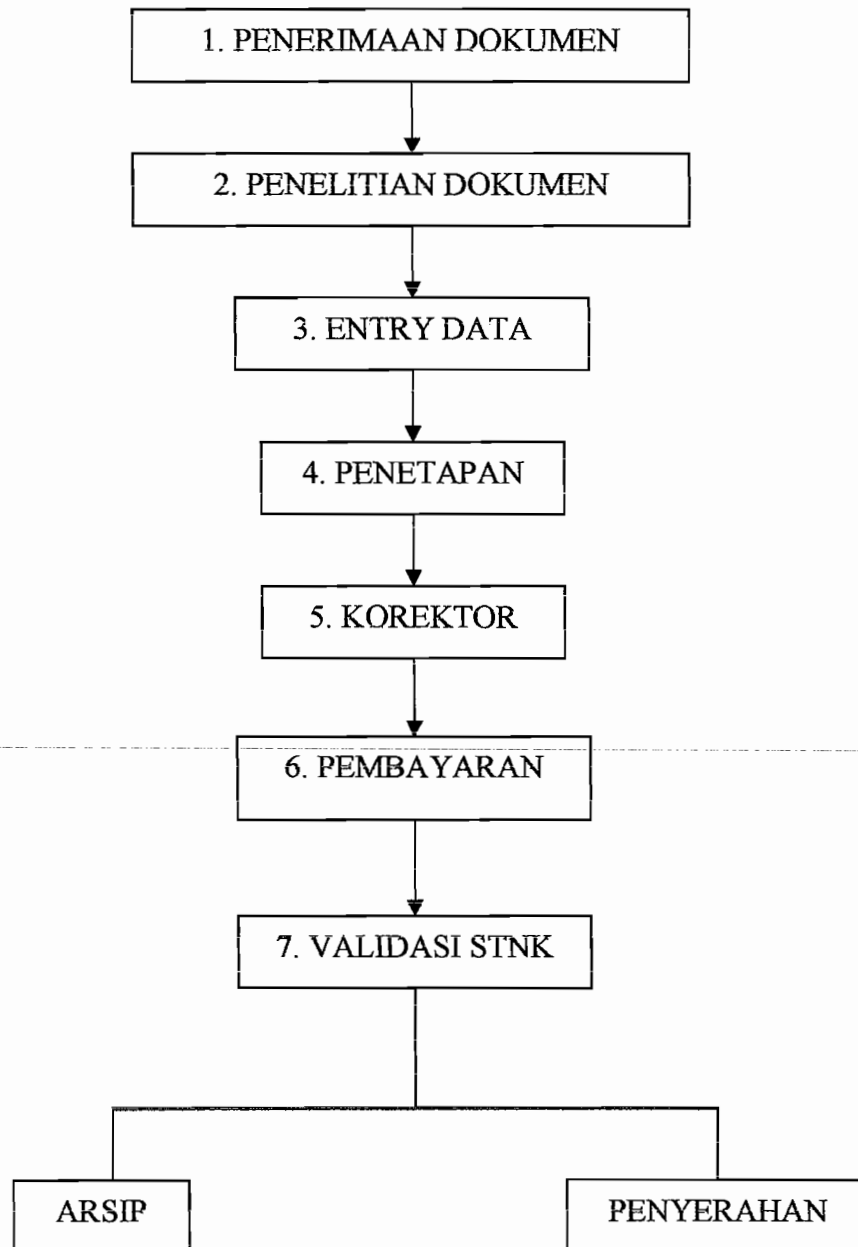 1. PENERIMAAN DOKUMEN
2. PENELITIAN DOKUMEN
3. ENTRY DATA
4. PENETAPAN
5. KOREKTOR
6. PEMBAYARAN
7. VALIDASI STNK
ARSIP
PENYERAHAN